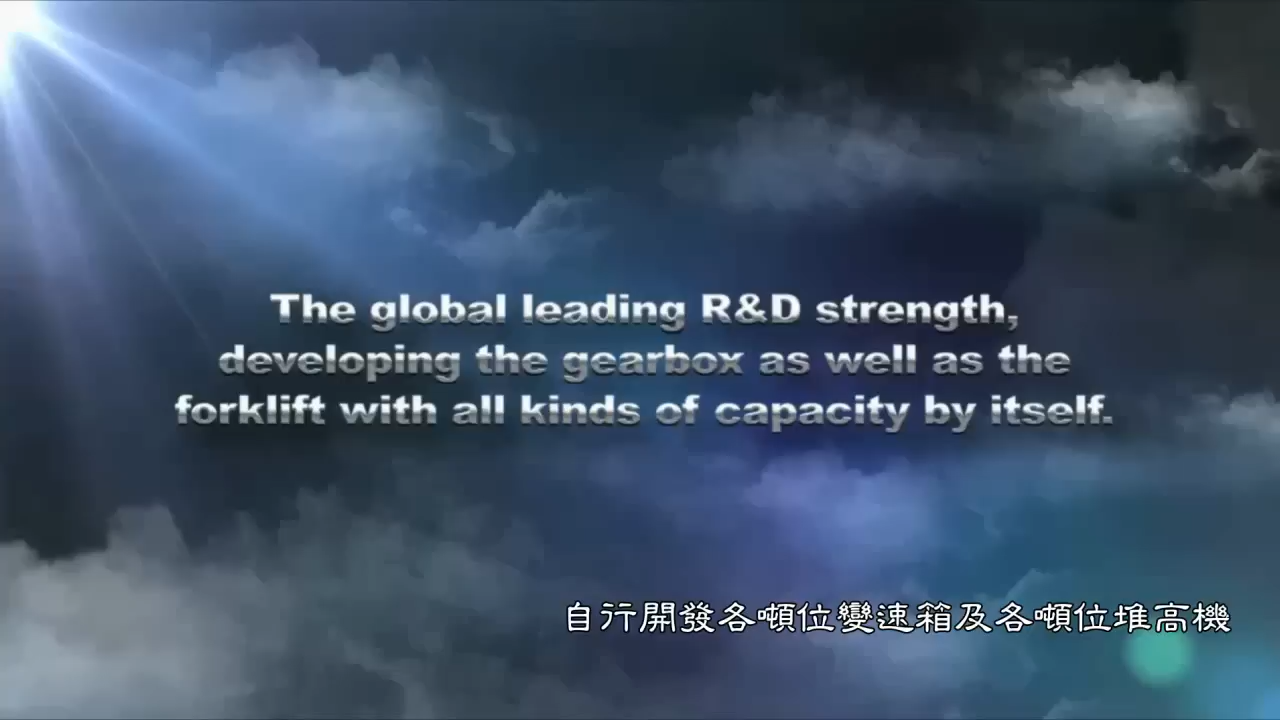 The global leading R&D strength,
developing the gearbox as well as the
forklift with all kinds of capacity by itself.
自行開發各噸位變速箱及各噸位堆高機